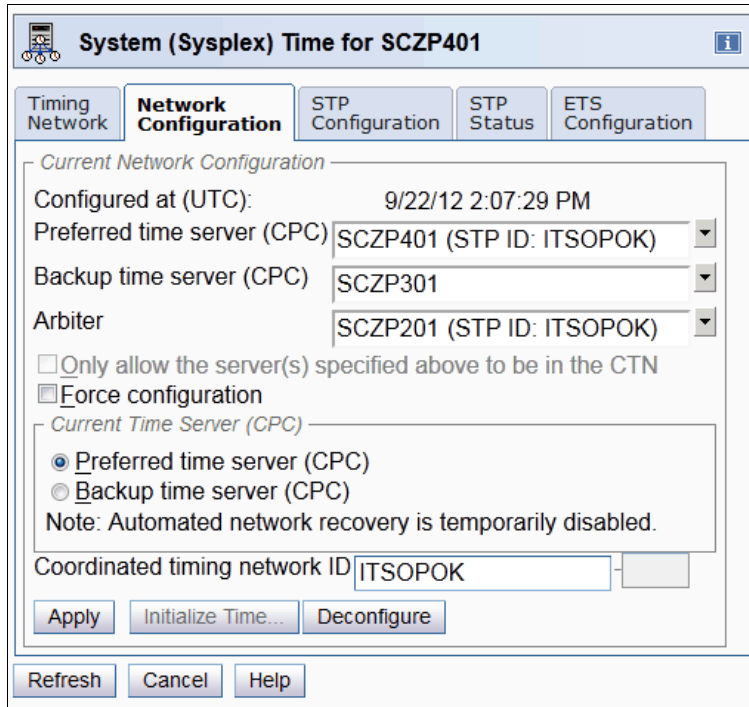 System (Sysplex) Time for SCZP401
i
Timing Network
Network Configuration
STP Configuration
STP Status
ETS Configuration
Current Network Configuration
Configured at (UTC): 9/22/12 2:07:29 PM
Preferred time server (CPC) SCZP401 (STP ID: ITSOPOK)
Backup time server (CPC) SCZP301
Arbiter SCZP201 (STP ID: ITSOPOK)
Only allow the server(s) specified above to be in the CTN
Force configuration
Current Time Server (CPC)
Preferred time server (CPC)
Backup time server (CPC)
Note: Automated network recovery is temporarily disabled.
Coordinated timing network ID ITSOPOK -
Apply Initialize Time... Deconfigure
Refresh Cancel Help